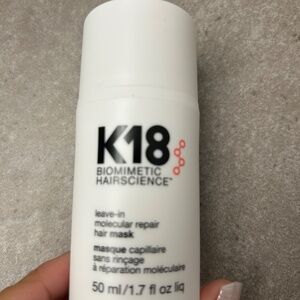 K18
BIOMIMETIC
HAIRSCIENCE™
leave-in
molecular repair
hair mask
masque capillaire
sans rinçage
à réparation moléculaire
50 ml/1.7 fl oz liq